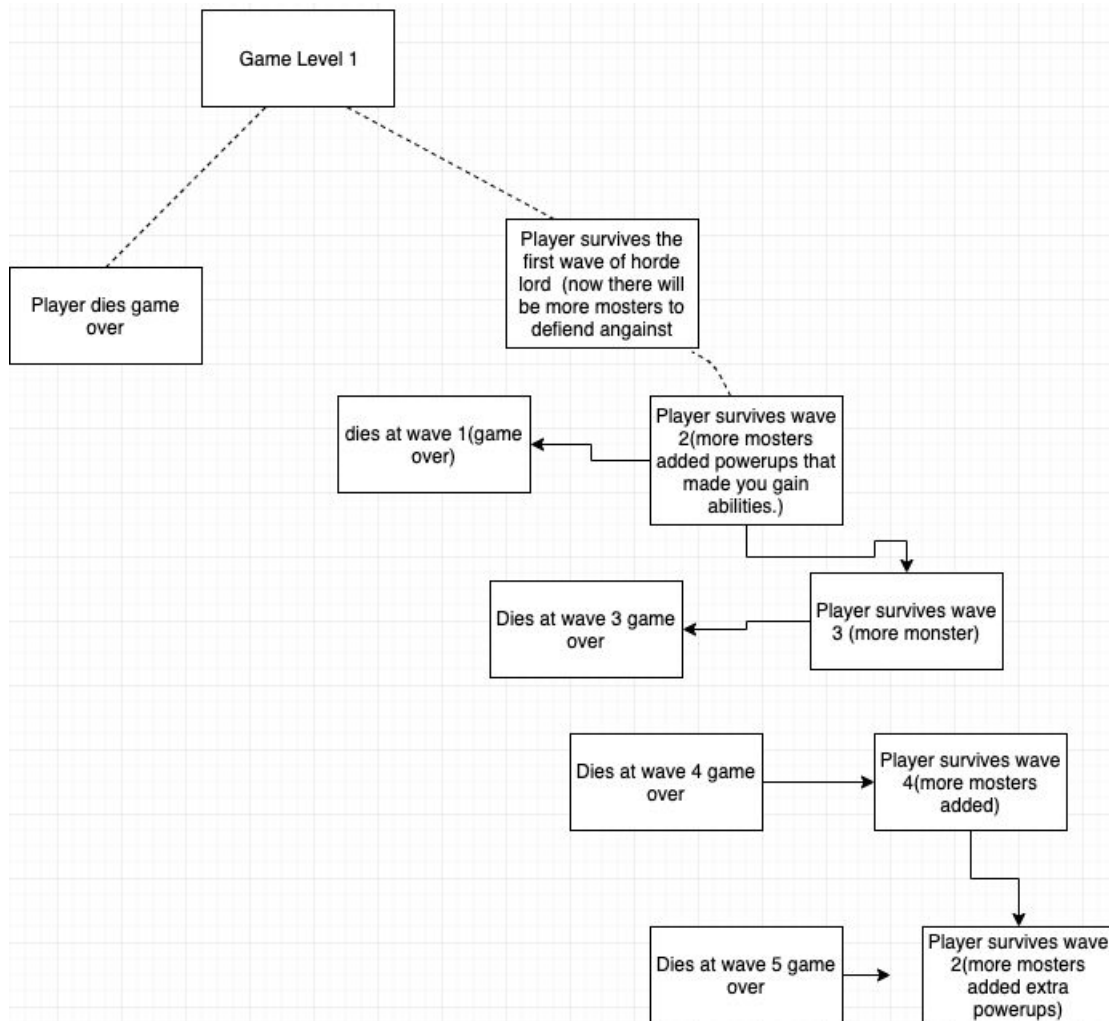 Game Level 1
Player survives the
first wave of horde
lord (now there will
be more mosters to
defiend angainst
Player dies game
over
dies at wave 1(game
over)
Player survives wave
2(more mosters
added powerups that
made you gain
abilities.)
Dies at wave 3 game
over
Player survives wave
3 (more monster)
Dies at wave 4 game
over
Player survives wave
4(more mosters
added)
Dies at wave 5 game
over
Player survives wave
2(more mosters
added extra
powerups)